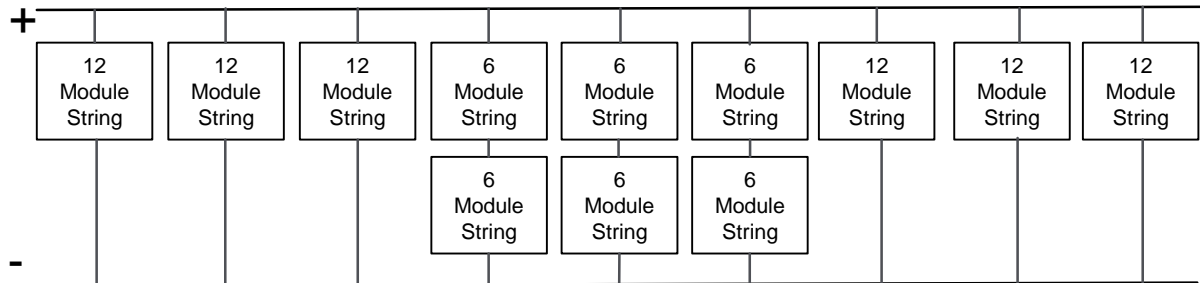 +
12
Module
String
12
Module
String
12
Module
String
6
Module
String
6
Module
String
6
Module
String
12
Module
String
12
Module
String
12
Module
String
6
Module
String
6
Module
String
6
Module
String
-